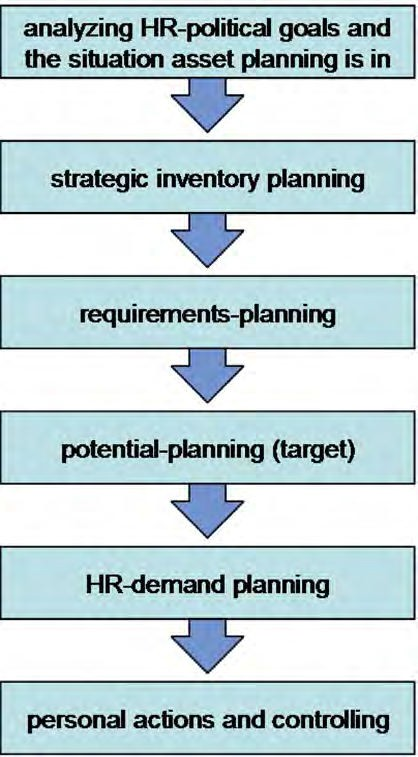 analyzing HR-political goals and
the situation asset planning is in
strategic inventory planning
requirements-planning
potential-planning (target)
HR-demand planning
personal actions and controlling